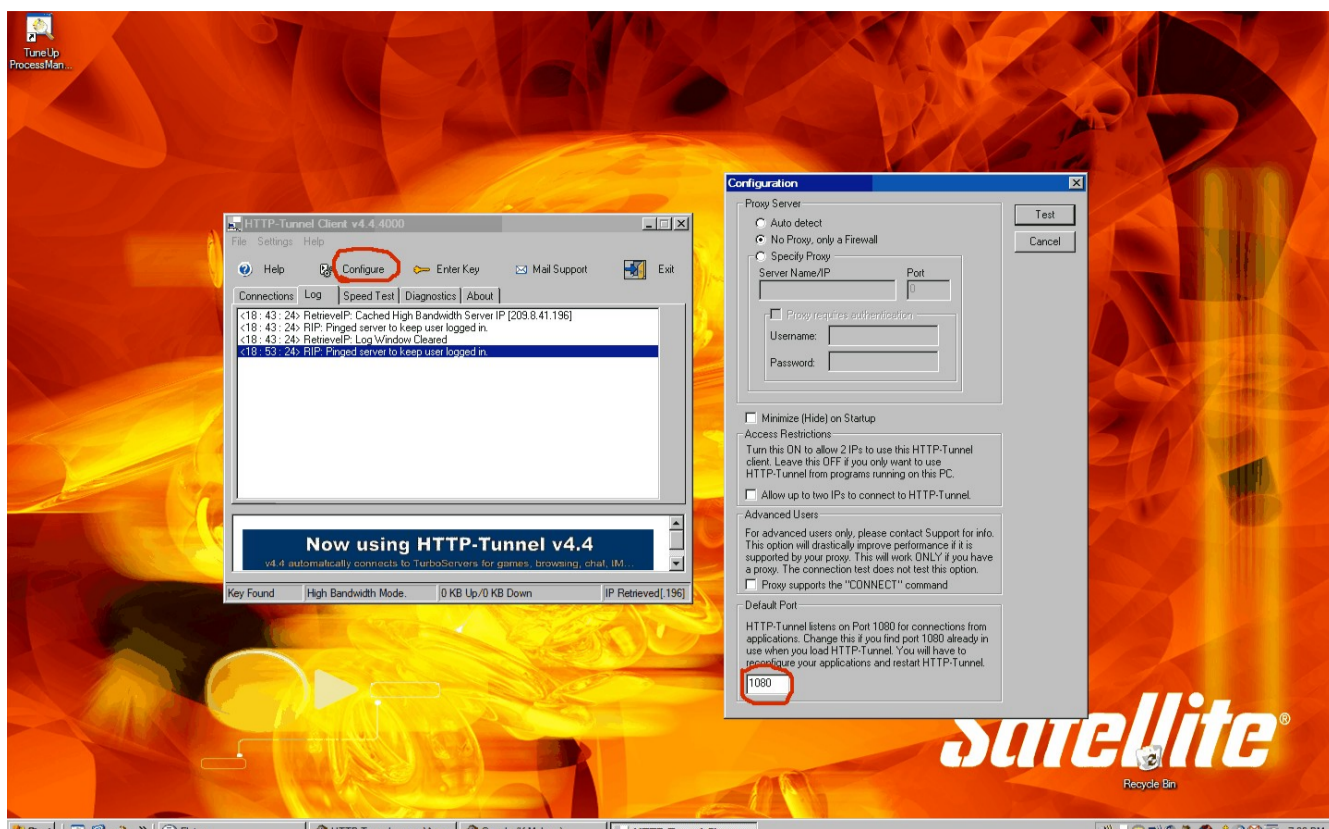 TuneUp
ProcessMan...
HTTP-Tunnel Client v4.4.4000
File Settings Help
Help Configure Enter Key Mail Support Exit
Connections Log Speed Test Diagnostics About
<18 : 43 : 24> RetrieveIP: Cached High Bandwidth Server IP [209.8.41.196]
<18 : 43 : 24> RIP: Pinged server to keep user logged in.
<18 : 43 : 24> RetrieveIP: Log Window Cleared
<18 : 53 : 24> RIP: Pinged server to keep user logged in.
Now using HTTP-Tunnel v4.4
v4.4 automatically connects to TurboServers for games, browsing, chat, IM...
Key Found High Bandwidth Mode. 0 KB Up/0 KB Down IP Retrieved[.196]
Configuration
Proxy Server
Auto detect
No Proxy, only a Firewall
Specify Proxy
Server Name/IP Port
0
Proxy requires authentication
Username:
Password:
Minimize (Hide) on Startup
Access Restrictions
Turn this ON to allow 2 IPs to use this HTTP-Tunnel
client. Leave this OFF if you only want to use
HTTP-Tunnel from programs running on this PC.
Allow up to two IPs to connect to HTTP-Tunnel.
Advanced Users
For advanced users only, please contact Support for info.
This option will drastically improve performance if it is
supported by your proxy. This will work ONLY if you have
a proxy. The connection test does not test this option.
Proxy supports the "CONNECT" command
Default Port
HTTP-Tunnel listens on Port 1080 for connections from
applications. Change this if you find port 1080 already in
use when you load HTTP-Tunnel. You will have to
reconfigure your applications and restart HTTP-Tunnel.
1080
Test
Cancel
Satellite®
Recycle Bin